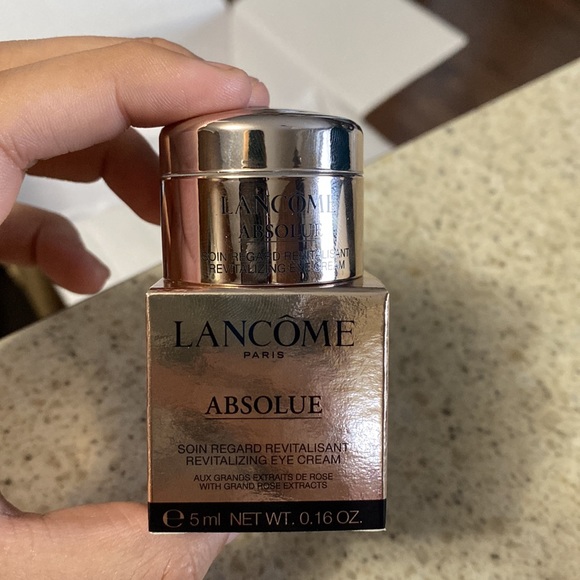 LANCÔME
ABSOLUE
SOIN REGARD REVITALISANT
REVITALIZING EYE CREAM
LANCÔME
PARIS
ABSOLUE
SOIN REGARD REVITALISANT
REVITALIZING EYE CREAM
AUX GRANDS EXTRAITS DE ROSE
WITH GRAND ROSE EXTRACTS
℮ 5 ml NET WT. 0.16 OZ.